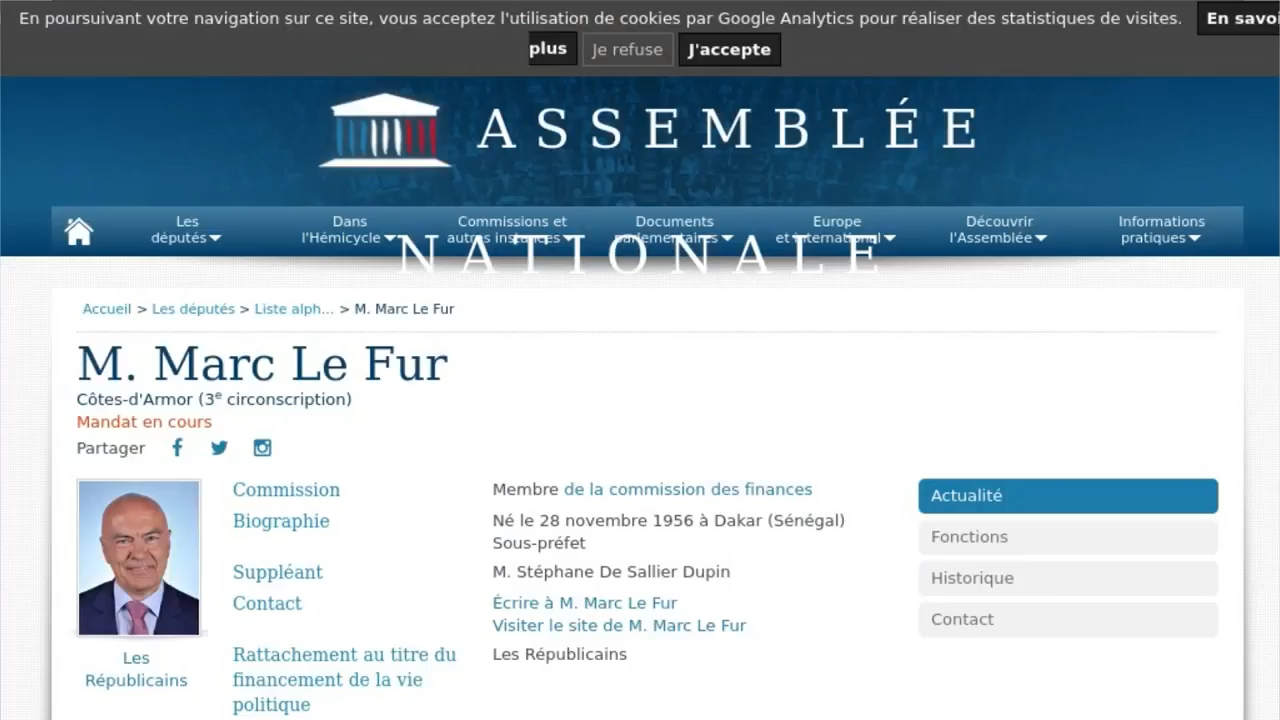 En poursuivant votre navigation sur ce site, vous acceptez l'utilisation de cookies par Google Analytics pour réaliser des statistiques de visites. En savoi
plus Je refuse J'accepte
ASSEMBLÉE
Les députés
Dans l'Hémicycle
Commissions et autres instances
Documents parlementaires
Europe et International
Découvrir l'Assemblée
Informations pratiques
NATIONALE
Accueil > Les députés > Liste alph... > M. Marc Le Fur
M. Marc Le Fur
Côtes-d'Armor (3e circonscription)
Mandat en cours
Partager
Les
Républicains
Commission Membre de la commission des finances
Biographie Né le 28 novembre 1956 à Dakar (Sénégal)
Sous-préfet
Suppléant M. Stéphane De Sallier Dupin
Contact Écrire à M. Marc Le Fur
Visiter le site de M. Marc Le Fur
Rattachement au titre du Les Républicains
financement de la vie
politique
Actualité
Fonctions
Historique
Contact